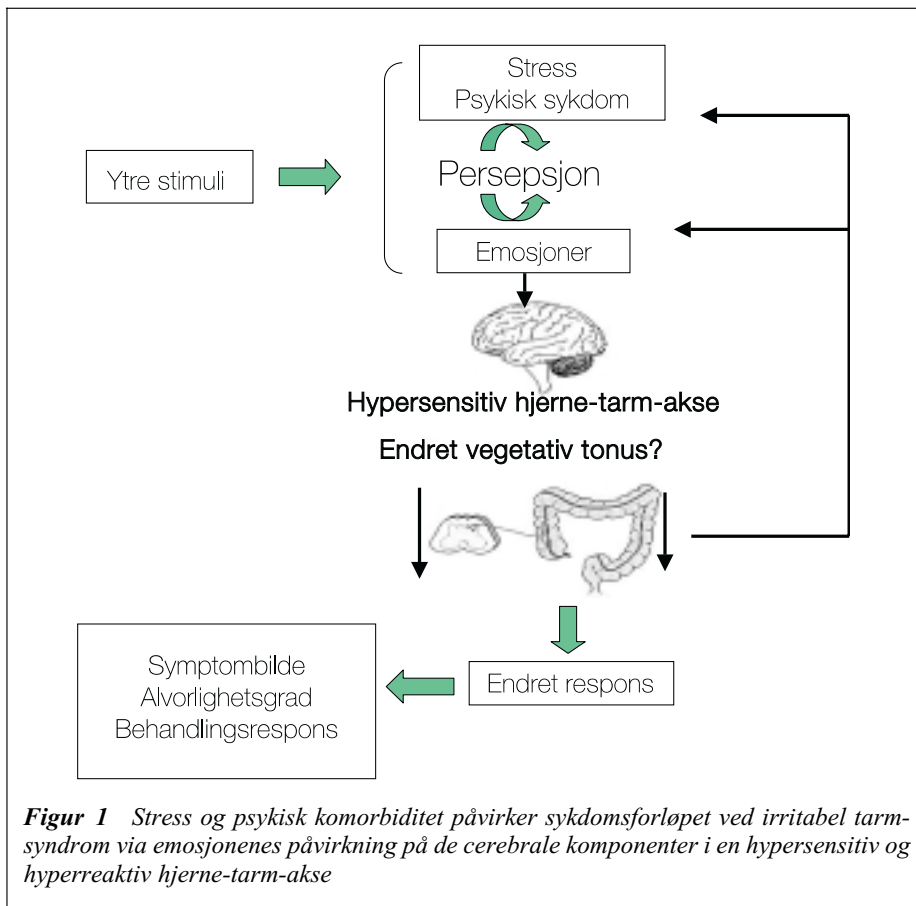 Stress
Psykisk sykdom
Ytre stimuli
Persepsjon
Emosjoner
Hypersensitiv hjerne-tarm-akse
Endret vegetativ tonus?
Symptombilde
Alvorlighetsgrad
Behandlingsrespons
Endret respons
Figur 1 Stress og psykisk komorbiditet påvirker sykdomsforløpet ved irritabel tarm-
syndrom via emosjonenes påvirkning på de cerebrale komponenter i en hypersensitiv og
hyperreaktiv hjerne-tarm-akse